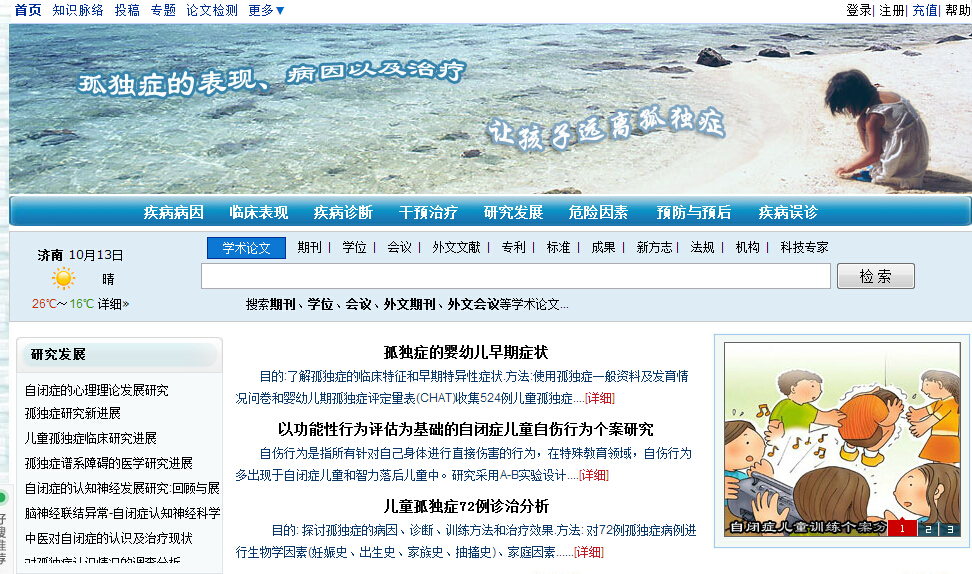 首页 知识脉络 投稿 专题 论文检测 更多▼
登录| 注册| 充值| 帮助
孤独症的表现、病因以及治疗
让孩子远离孤独症
疾病病因 临床表现 疾病诊断 干预治疗 研究发展 危险因素 预防与预后 疾病误诊
济南 10月13日
晴
26℃～16℃ 详细»
学术论文 期刊 | 学位 | 会议 | 外文文献 | 专利 | 标准 | 成果 | 新方志 | 法规 | 机构 | 科技专家
检 索
搜索期刊、学位、会议、外文期刊、外文会议等学术论文...
研究发展
自闭症的心理理论发展研究
孤独症研究新进展
儿童孤独症临床研究进展
孤独症谱系障碍的医学研究进展
自闭症的认知神经发展研究:回顾与展
脑神经联结异常-自闭症认知神经科学
中医对自闭症的认识及治疗现状
对孤独症认识情况的调查分析
孤独症的婴幼儿早期症状
目的:了解孤独症的临床特征和早期特异性症状.方法:使用孤独症一般资料及发育情
况问卷和婴幼儿期孤独症评定量表(CHAT)收集524例儿童孤独症....[详细]
以功能性行为评估为基础的自闭症儿童自伤行为个案研究
自伤行为是指所有针对自己身体进行直接伤害的行为，在特殊教育领域，自伤行为
多出现于自闭症儿童和智力落后儿童中。研究采用A-B实验设计....[详细]
儿童孤独症72例诊治分析
目的: 探讨孤独症的病因、诊断、训练方法和治疗效果.方法: 对72例孤独症病例进
行生物学因素(妊娠史、出生史、家族史、抽搐史)、家庭因素......[详细]
自闭症儿童训练个案分
1 2 3
好搜推荐